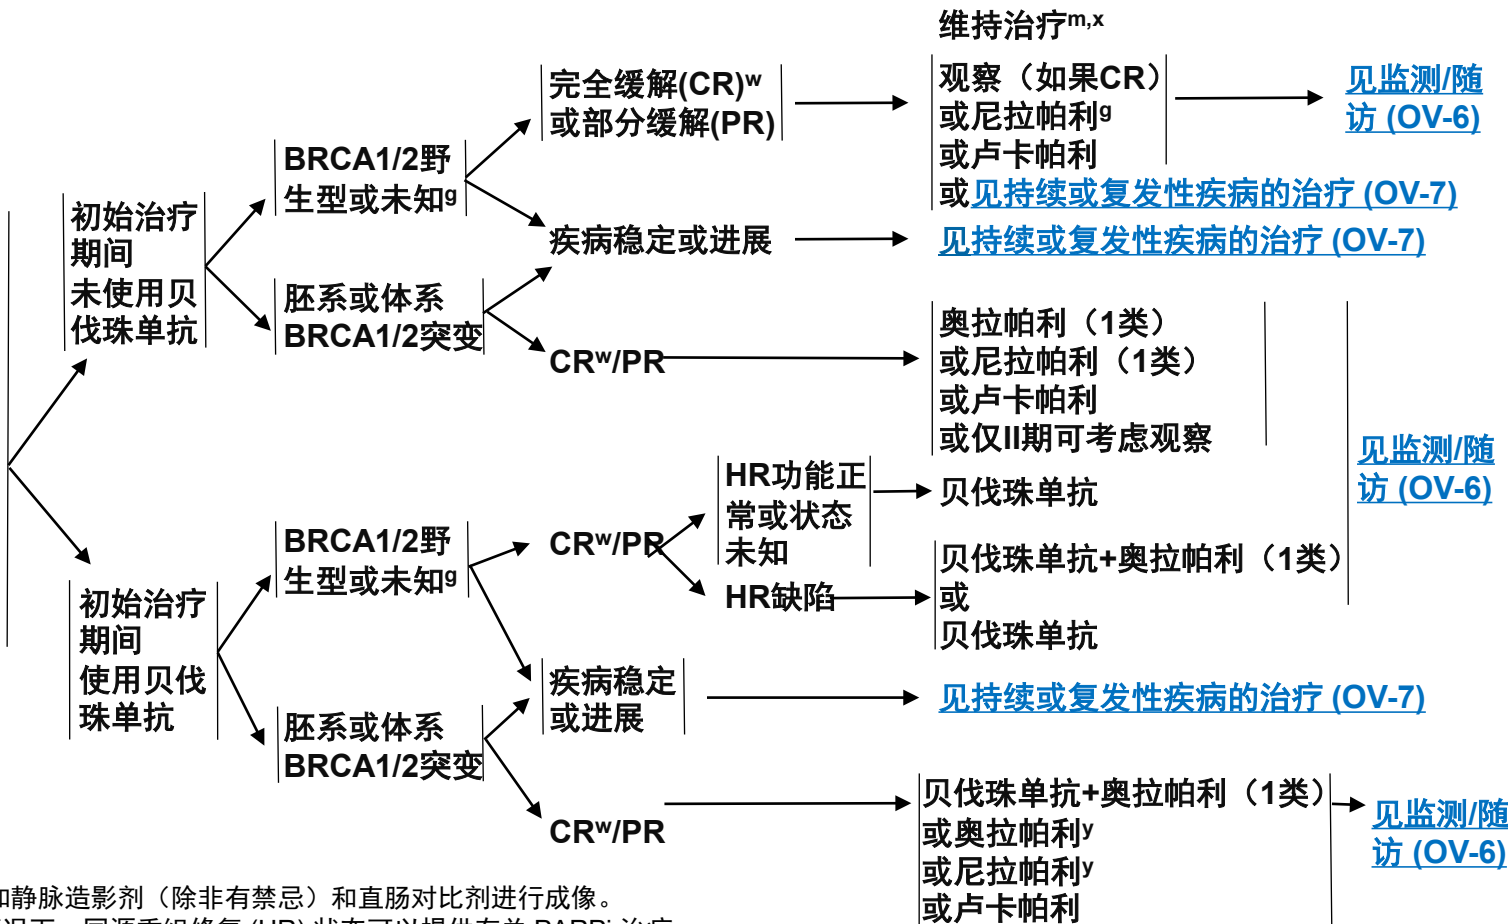 维持治疗m,x
完全缓解(CR)w
或部分缓解(PR)
观察（如果CR）
或尼拉帕利g
或卢卡帕利
或见持续或复发性疾病的治疗 (OV-7)
见监测/随
访 (OV-6)
BRCA1/2野
生型或未知g
初始治疗
期间
未使用贝
伐珠单抗
疾病稳定或进展
见持续或复发性疾病的治疗 (OV-7)
胚系或体系
BRCA1/2突变
CRw/PR
奥拉帕利（1类）
或尼拉帕利（1类）
或卢卡帕利
或仅II期可考虑观察
见监测/随
访 (OV-6)
HR功能正
常或状态
未知
贝伐珠单抗
BRCA1/2野
生型或未知g
CRw/PR
HR缺陷
贝伐珠单抗+奥拉帕利（1类）
或
贝伐珠单抗
初始治疗
期间
使用贝伐
珠单抗
疾病稳定
或进展
见持续或复发性疾病的治疗 (OV-7)
胚系或体系
BRCA1/2突变
CRw/PR
贝伐珠单抗+奥拉帕利（1类）
或奥拉帕利y
或尼拉帕利y
或卢卡帕利
见监测/随
访 (OV-6)
静脉造影剂（除非有禁忌）和直肠对比剂进行成像。